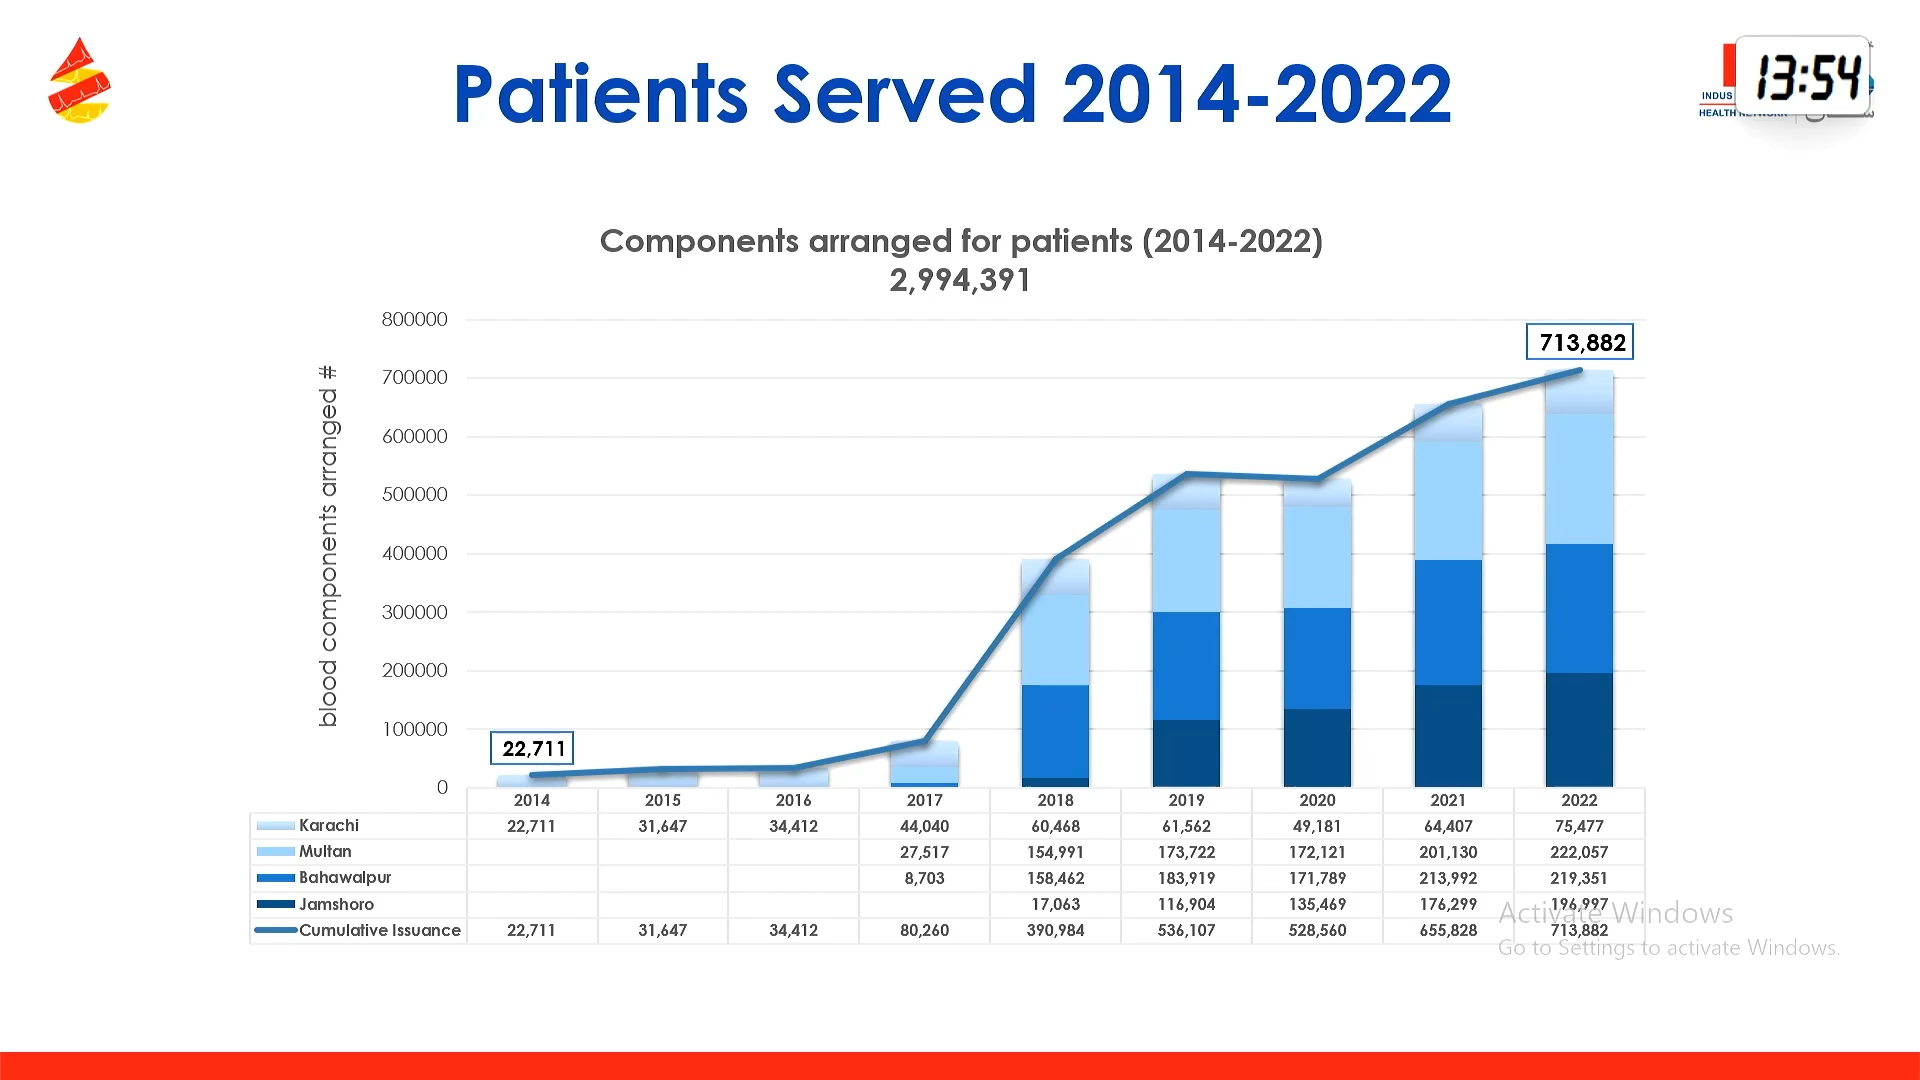 Patients Served 2014-2022
INDUS
13:54
HEALTH NETWORK
Components arranged for patients (2014-2022)
2,994,391
blood components arranged #
800000
700000
600000
500000
400000
300000
200000
100000
0
22,711
713,882
2014 2015 2016 2017 2018 2019 2020 2021 2022
Karachi 22,711 31,647 34,412 44,040 60,468 61,562 49,181 64,407 75,477
Multan 27,517 154,991 173,722 172,121 201,130 222,057
Bahawalpur 8,703 158,462 183,919 171,789 213,992 219,351
Jamshoro 17,063 116,904 135,469 176,299 196,997
Cumulative Issuance 22,711 31,647 34,412 80,260 390,984 536,107 528,560 655,828 713,882
Activate Windows
Go to Settings to activate Windows.